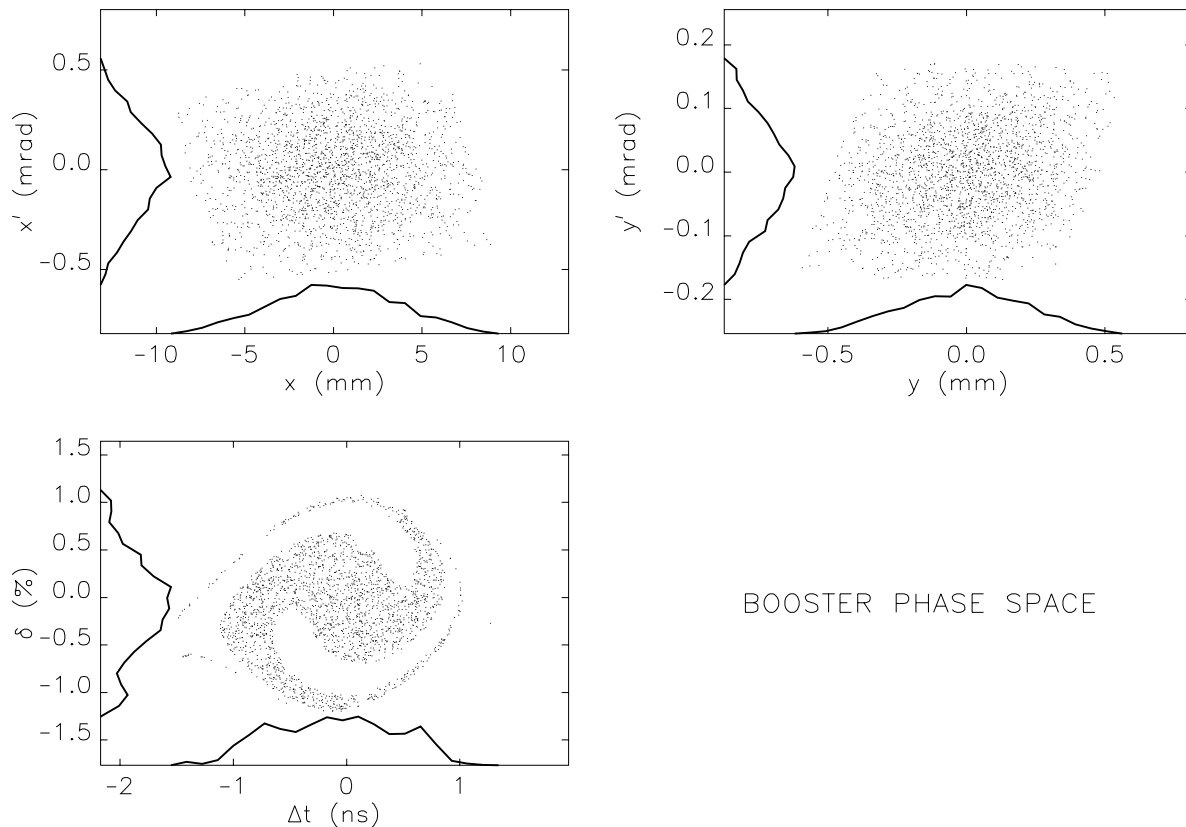 0.5
0.0
-0.5
x' (mrad)
-10 -5 0 5 10
x (mm)
0.2
0.1
0.0
-0.1
-0.2
y' (mrad)
-0.5 0.0 0.5
y (mm)
1.5
1.0
0.5
0.0
-0.5
-1.0
-1.5
δ (%)
-2 -1 0 1
Δt (ns)
BOOSTER PHASE SPACE